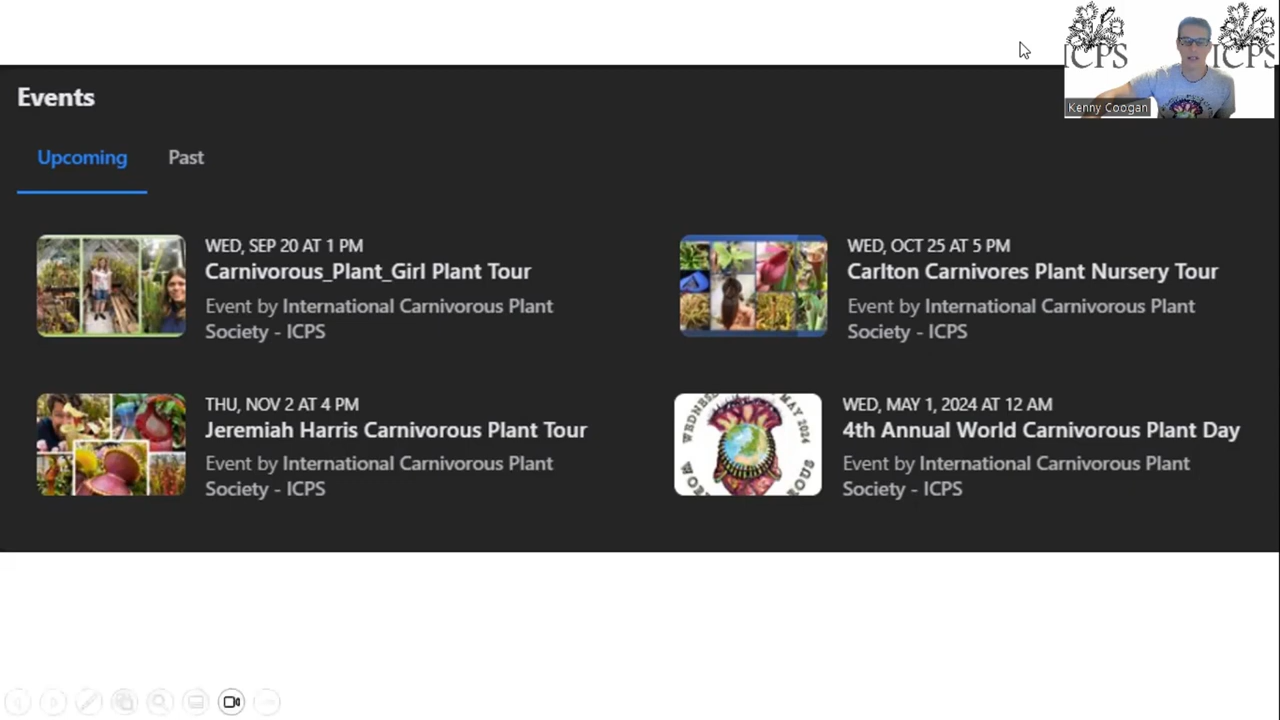 ICPS
ICPS
Kenny Coogan
Events
Upcoming
Past
WED, SEP 20 AT 1 PM
Carnivorous_Plant_Girl Plant Tour
Event by International Carnivorous Plant
Society - ICPS
WED, OCT 25 AT 5 PM
Carlton Carnivores Plant Nursery Tour
Event by International Carnivorous Plant
Society - ICPS
THU, NOV 2 AT 4 PM
Jeremiah Harris Carnivorous Plant Tour
Event by International Carnivorous Plant
Society - ICPS
MAY 2024
WED, MAY 1, 2024 AT 12 AM
4th Annual World Carnivorous Plant Day
Event by International Carnivorous Plant
Society - ICPS